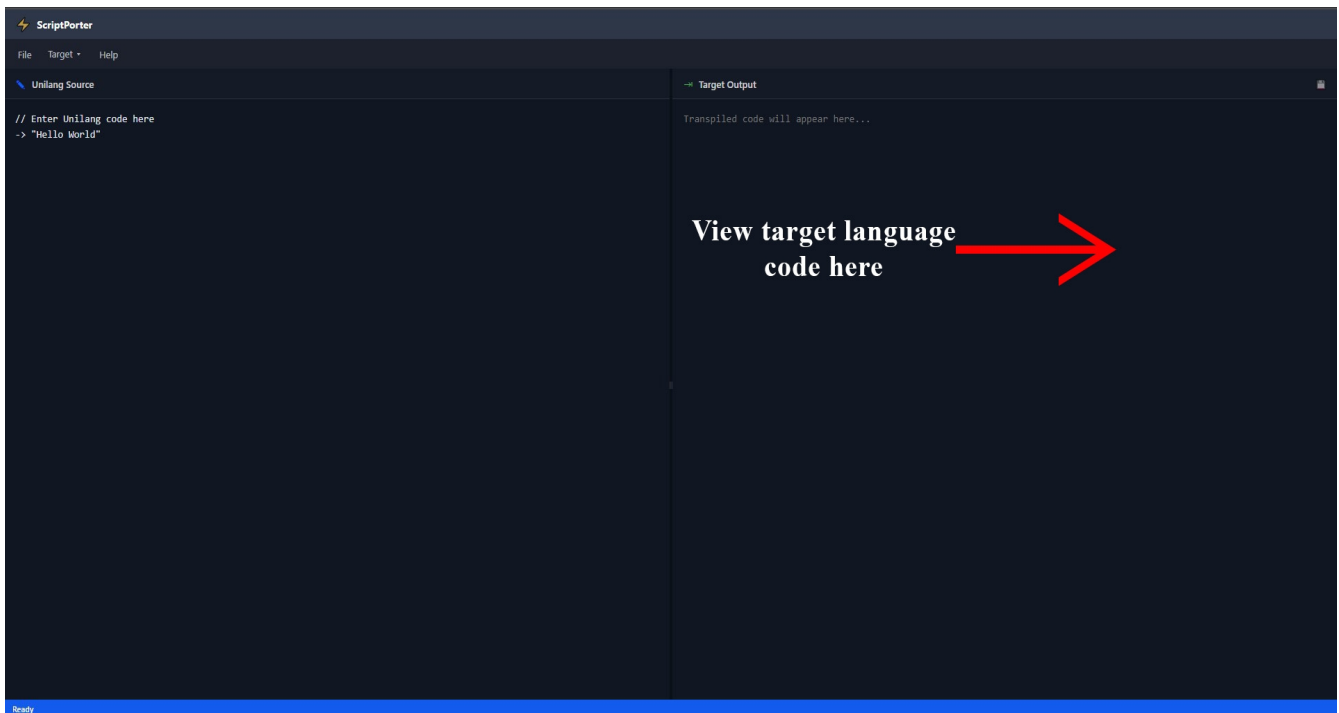 ScriptPorter
File Target Help
Unilang Source
// Enter Unilang code here
-> "Hello World"
Target Output
Transpiled code will appear here...
View target language
code here
Ready